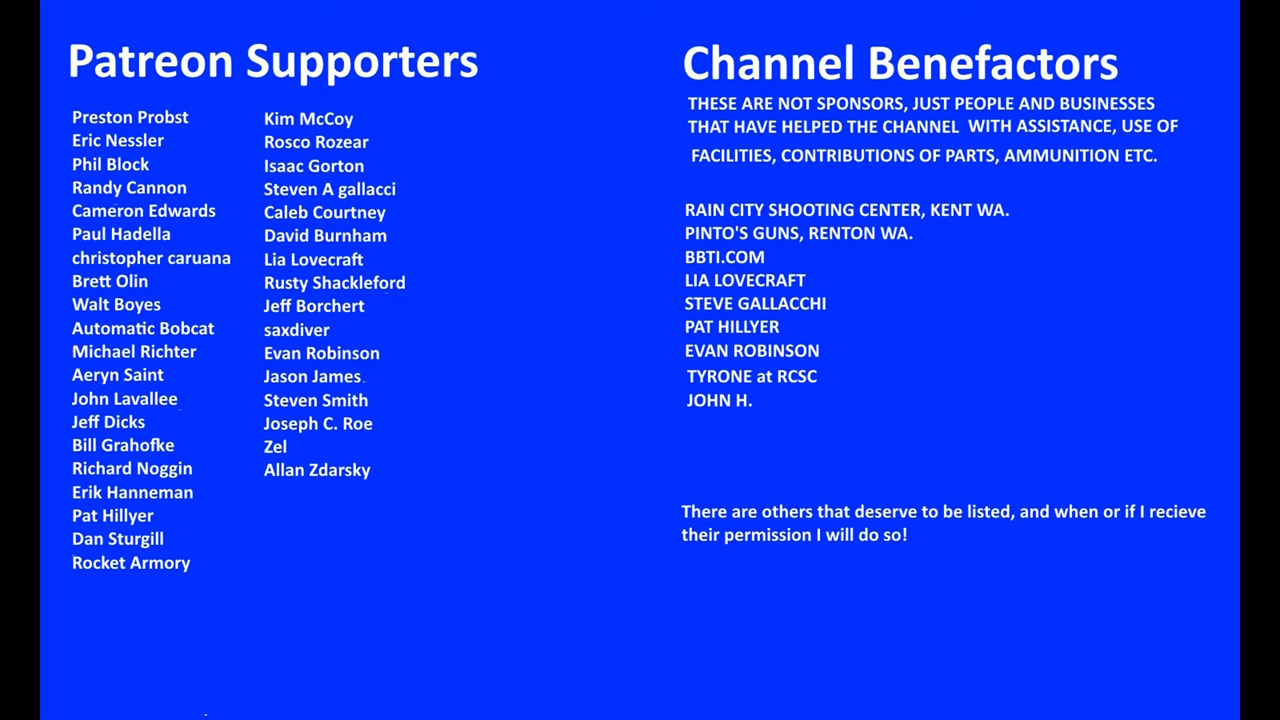 Patreon Supporters
Preston Probst
Eric Nessler
Phil Block
Randy Cannon
Cameron Edwards
Paul Hadella
christopher caruana
Brett Olin
Walt Boyes
Automatic Bobcat
Michael Richter
Aeryn Saint
John Lavallee
Jeff Dicks
Bill Grahofke
Richard Noggin
Erik Hanneman
Pat Hillyer
Dan Sturgill
Rocket Armory
Kim McCoy
Rosco Rozear
Isaac Gorton
Steven A gallacci
Caleb Courtney
David Burnham
Lia Lovecraft
Rusty Shackleford
Jeff Borchert
saxdiver
Evan Robinson
Jason James
Steven Smith
Joseph C. Roe
Zel
Allan Zdarsky
Channel Benefactors
THESE ARE NOT SPONSORS, JUST PEOPLE AND BUSINESSES
THAT HAVE HELPED THE CHANNEL WITH ASSISTANCE, USE OF
FACILITIES, CONTRIBUTIONS OF PARTS, AMMUNITION ETC.
RAIN CITY SHOOTING CENTER, KENT WA.
PINTO'S GUNS, RENTON WA.
BBTI.COM
LIA LOVECRAFT
STEVE GALLACCHI
PAT HILLYER
EVAN ROBINSON
TYRONE at RCSC
JOHN H.
There are others that deserve to be listed, and when or if I recieve
their permission I will do so!